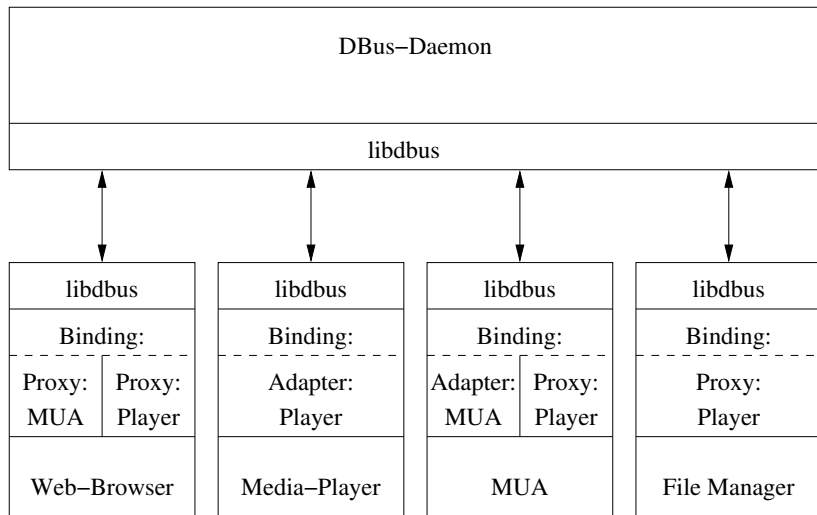 DBus−Daemon
libdbus
libdbus
libdbus
libdbus
libdbus
Binding:
Binding:
Binding:
Binding:
Proxy:
MUA
Proxy:
Player
Adapter:
Player
Adapter:
MUA
Proxy:
Player
Proxy:
Player
Web−Browser
Media−Player
MUA
File Manager